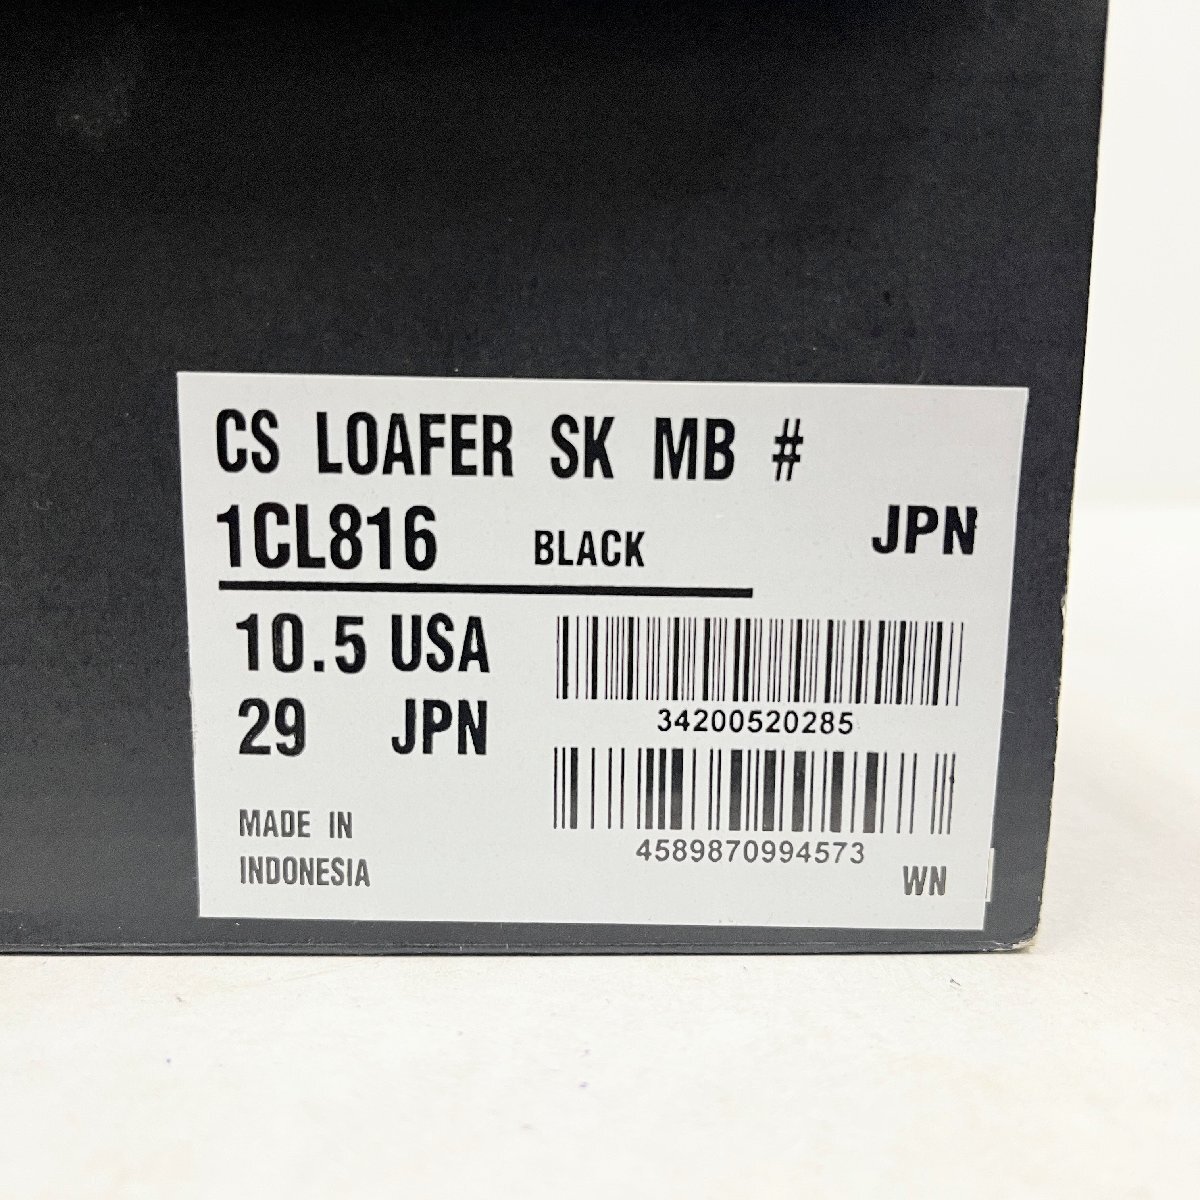 CS LOAFER SK MB #
1CL816 BLACK JPN
10.5 USA
29 JPN
34200520285
4589870994573
MADE IN
INDONESIA
WN